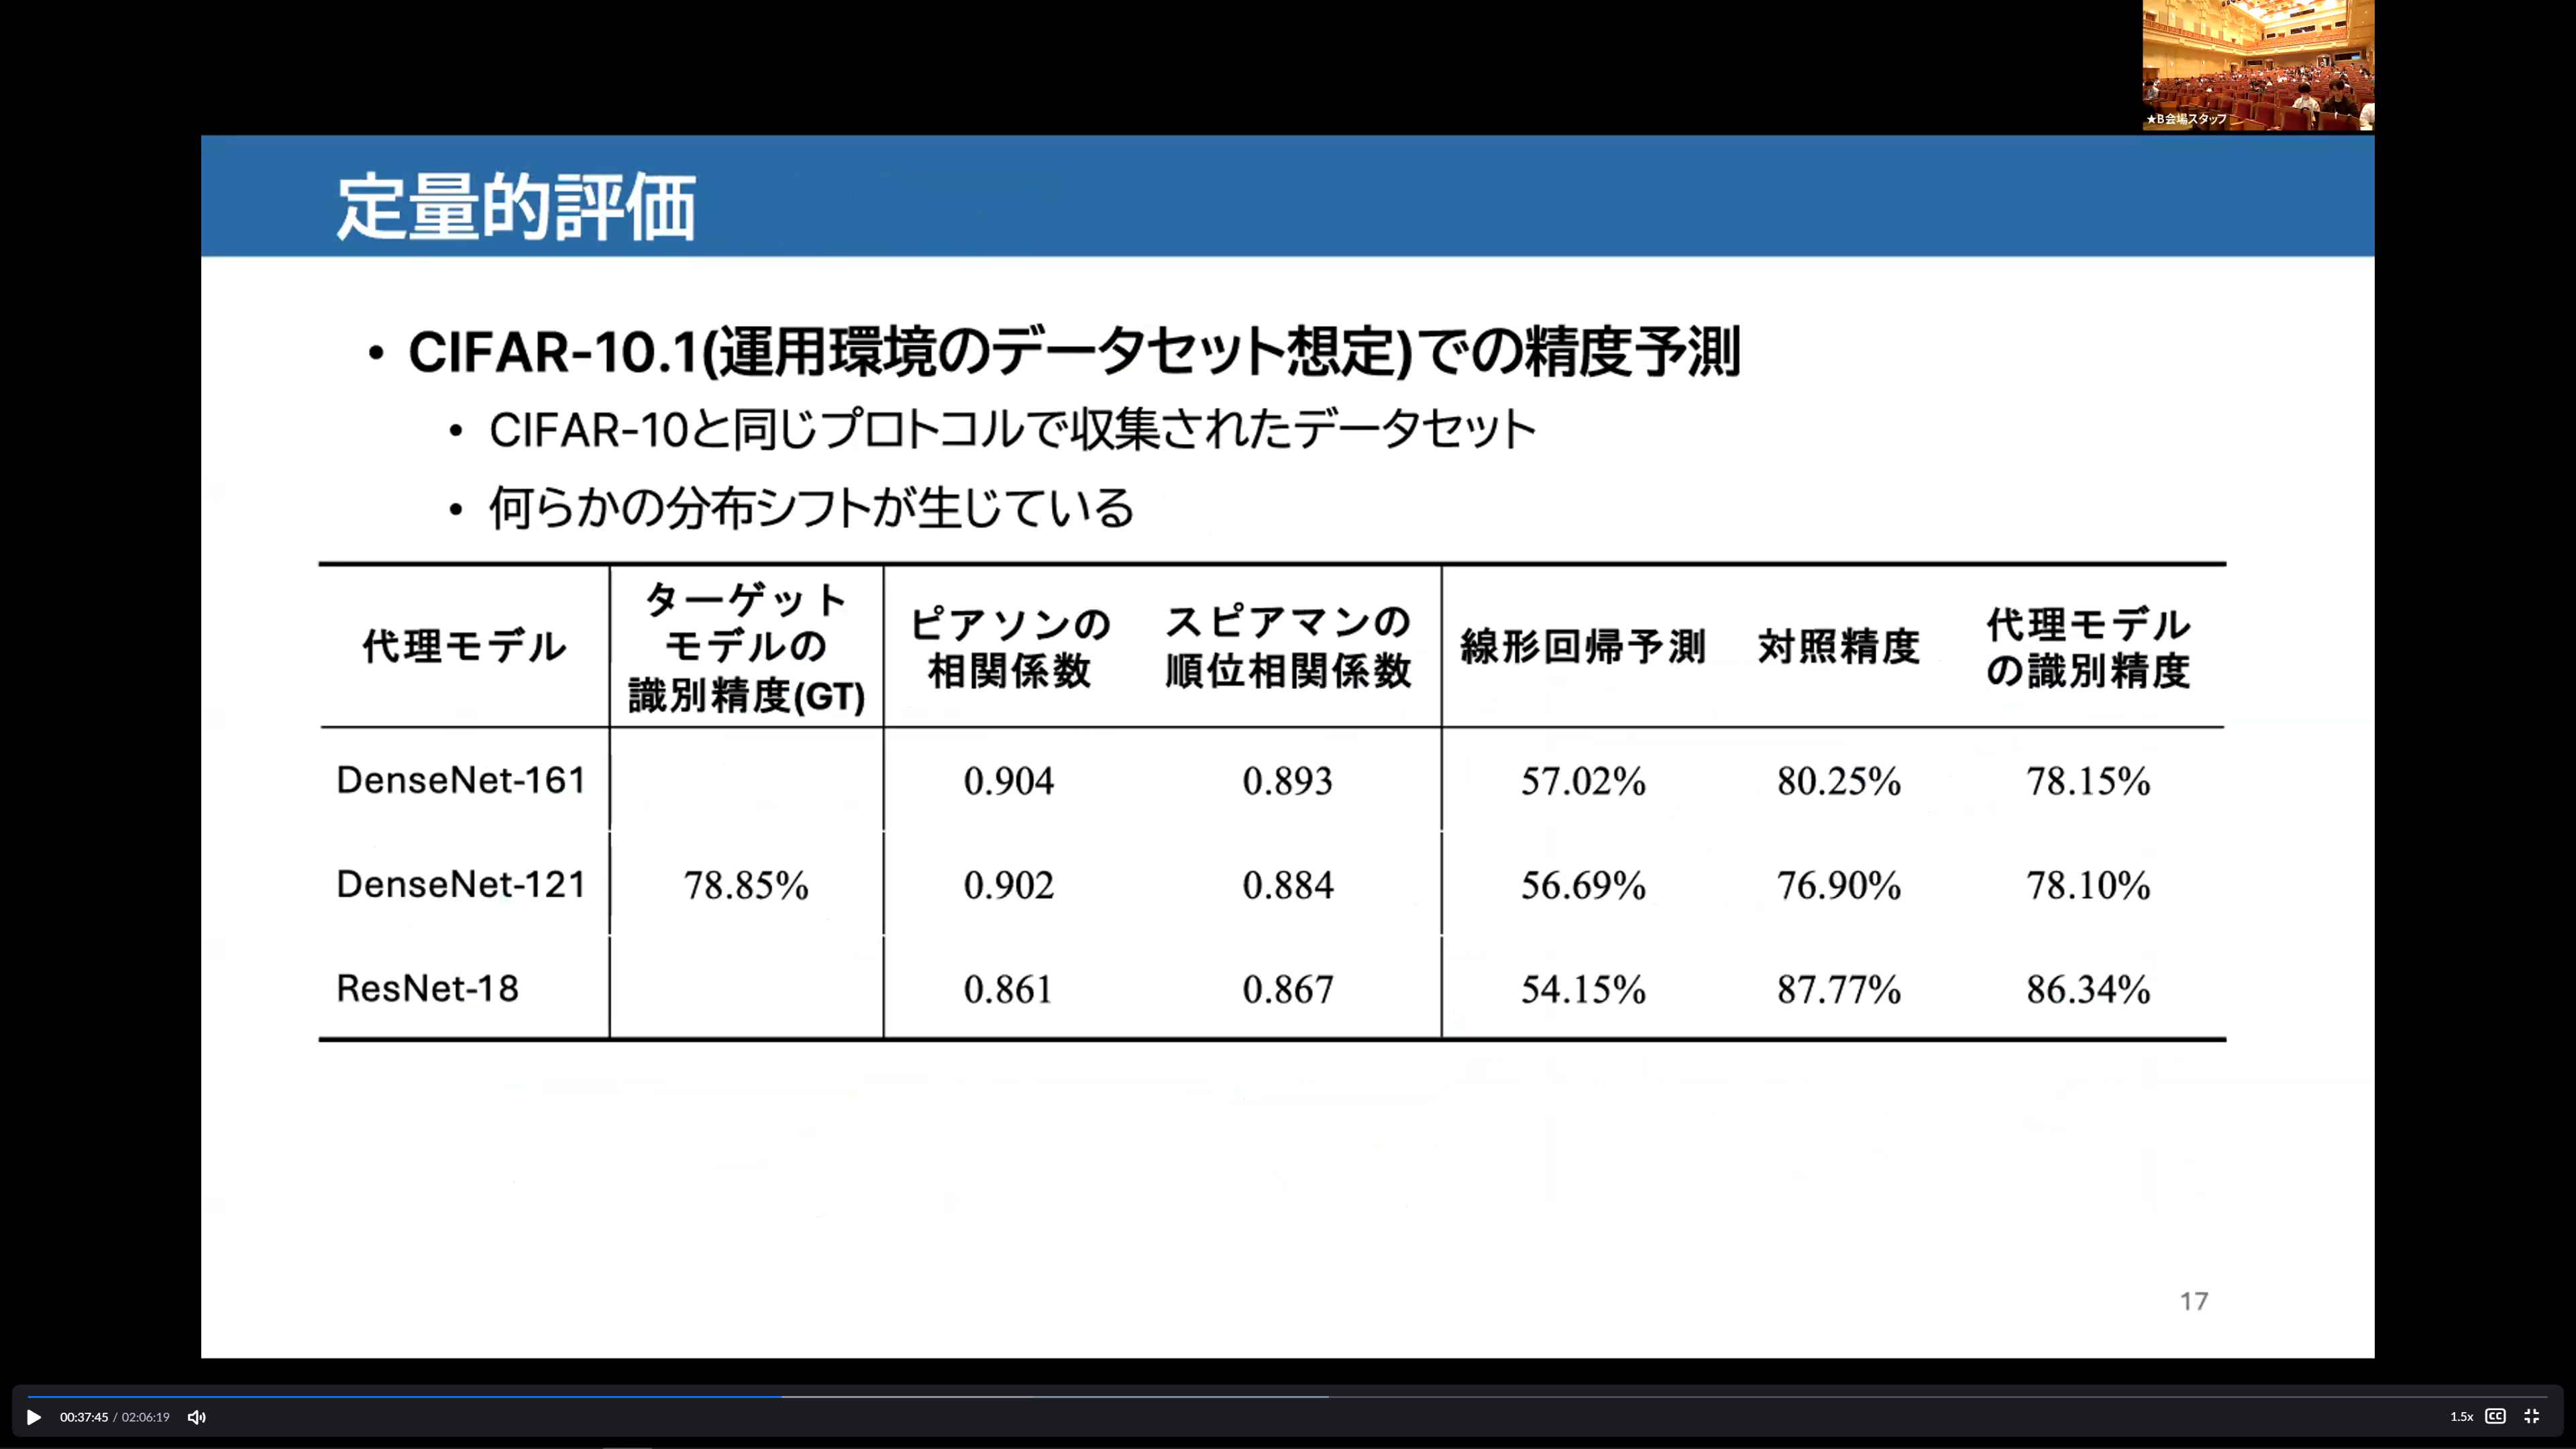 ★B会場スタッフ
定量的評価
• CIFAR-10.1(運用環境のデータセット想定)での精度予測
• CIFAR-10と同じプロトコルで収集されたデータセット
• 何らかの分布シフトが生じている
代理モデル ターゲットモデルの識別精度(GT) ピアソンの相関係数 スピアマンの順位相関係数 線形回帰予測 対照精度 代理モデルの識別精度
DenseNet-161 0.904 0.893 57.02% 80.25% 78.15%
DenseNet-121 78.85% 0.902 0.884 56.69% 76.90% 78.10%
ResNet-18 0.861 0.867 54.15% 87.77% 86.34%
17
00:37:45 / 02:06:19 1.5x CC